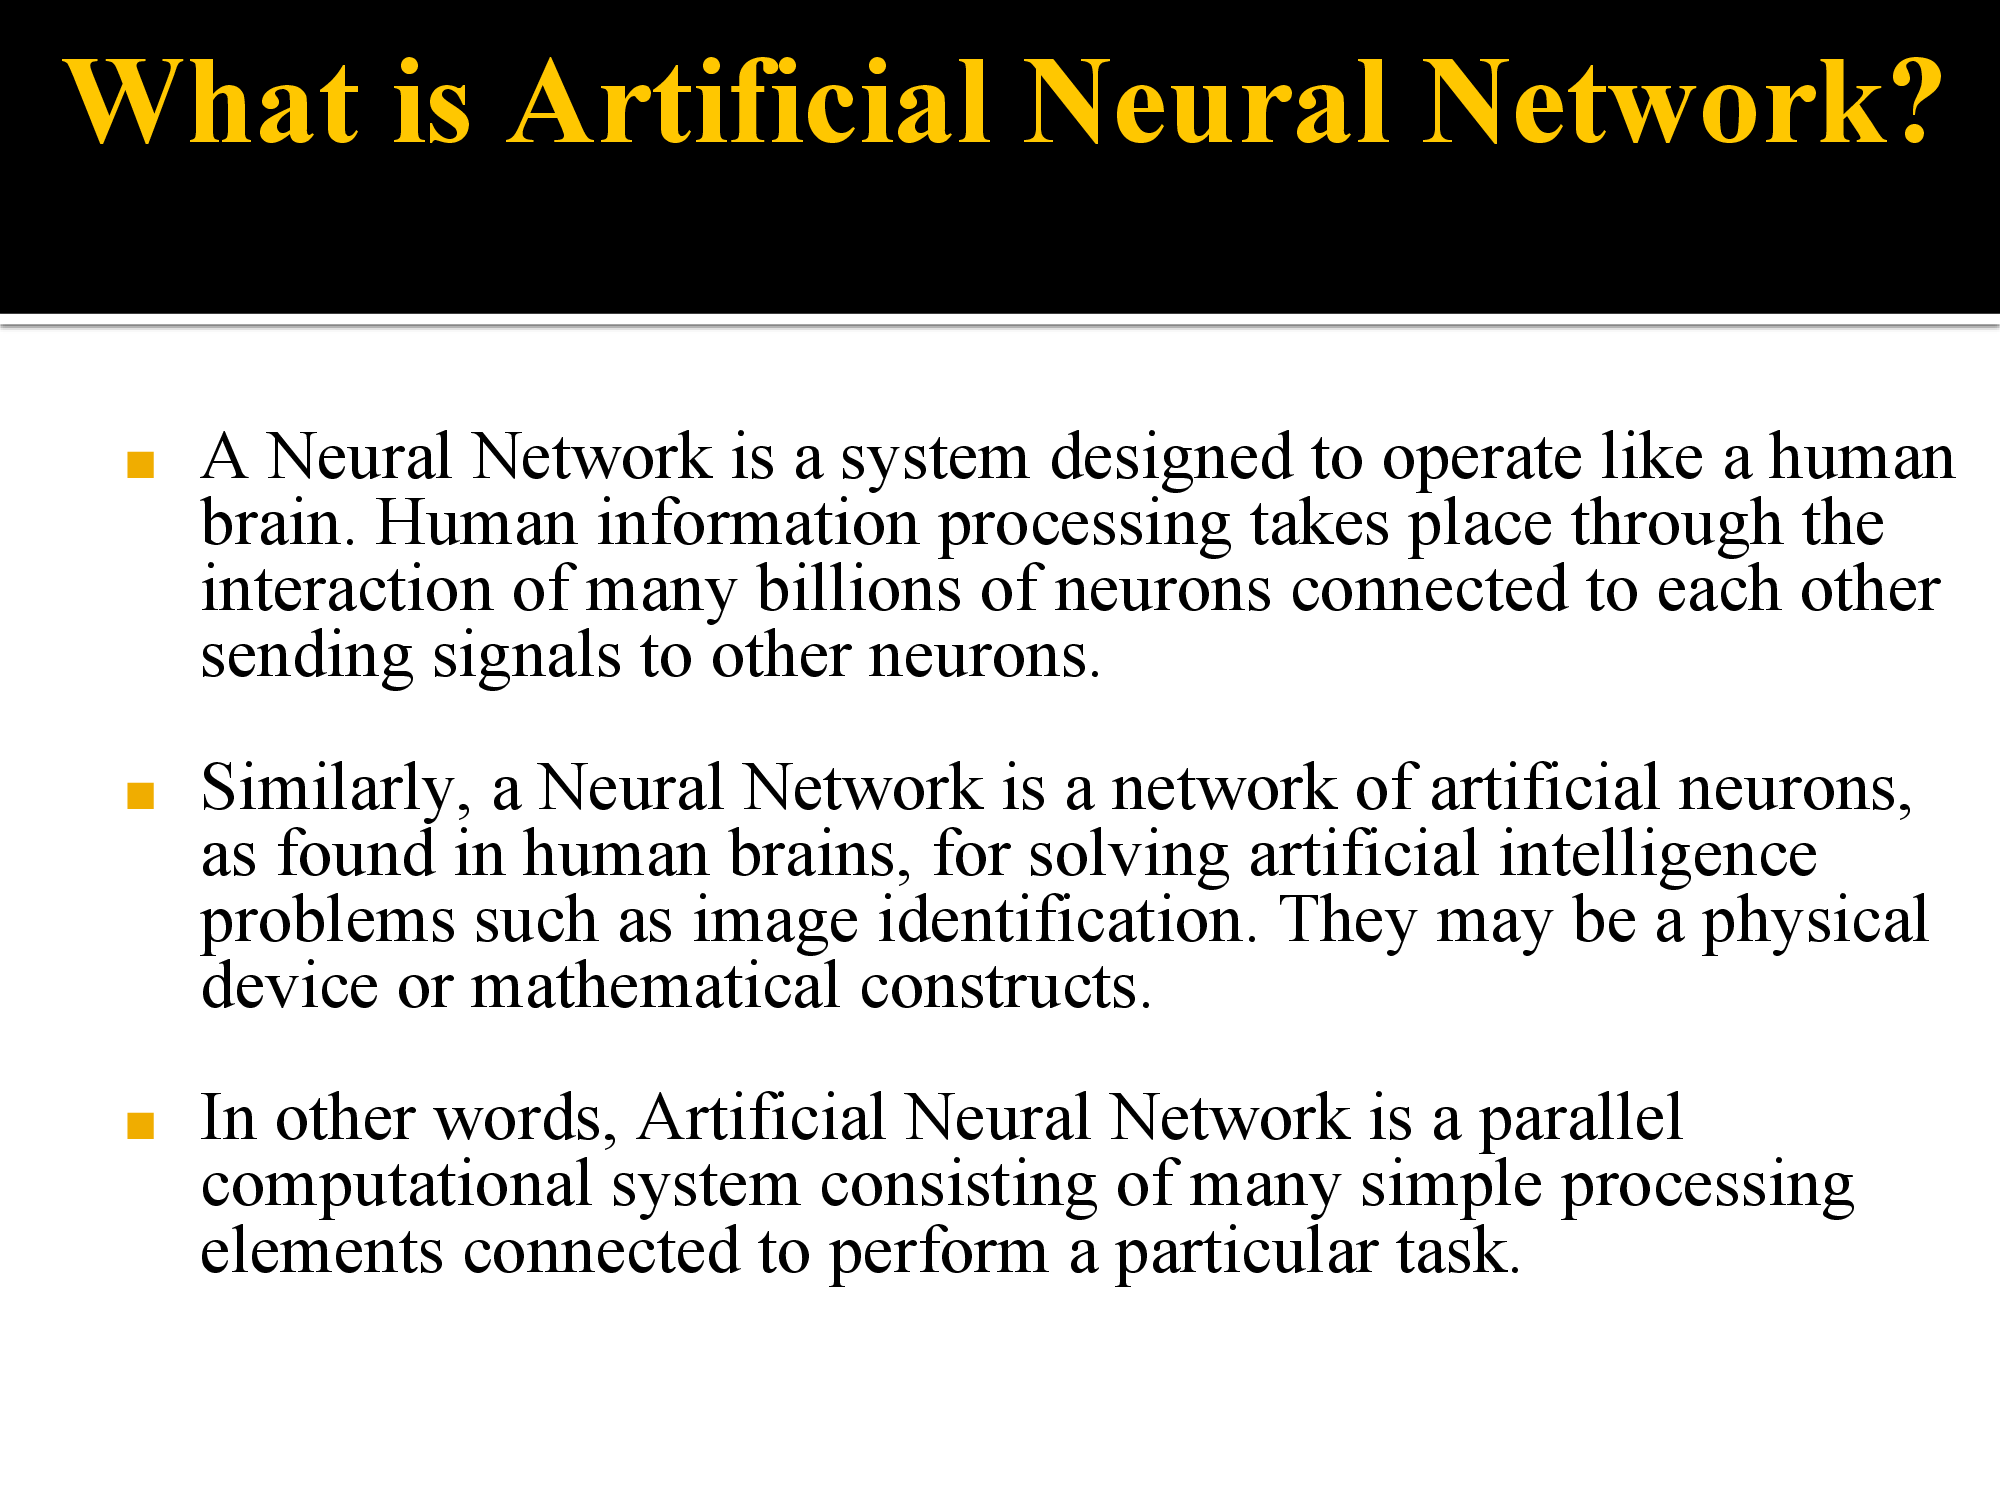 What is Artificial Neural Network?
A Neural Network is a system designed to operate like a human
brain. Human information processing takes place through the
interaction of many billions of neurons connected to each other
sending signals to other neurons.
Similarly, a Neural Network is a network of artificial neurons,
as found in human brains, for solving artificial intelligence
problems such as image identification. They may be a physical
device or mathematical constructs.
In other words, Artificial Neural Network is a parallel
computational system consisting of many simple processing
elements connected to perform a particular task.